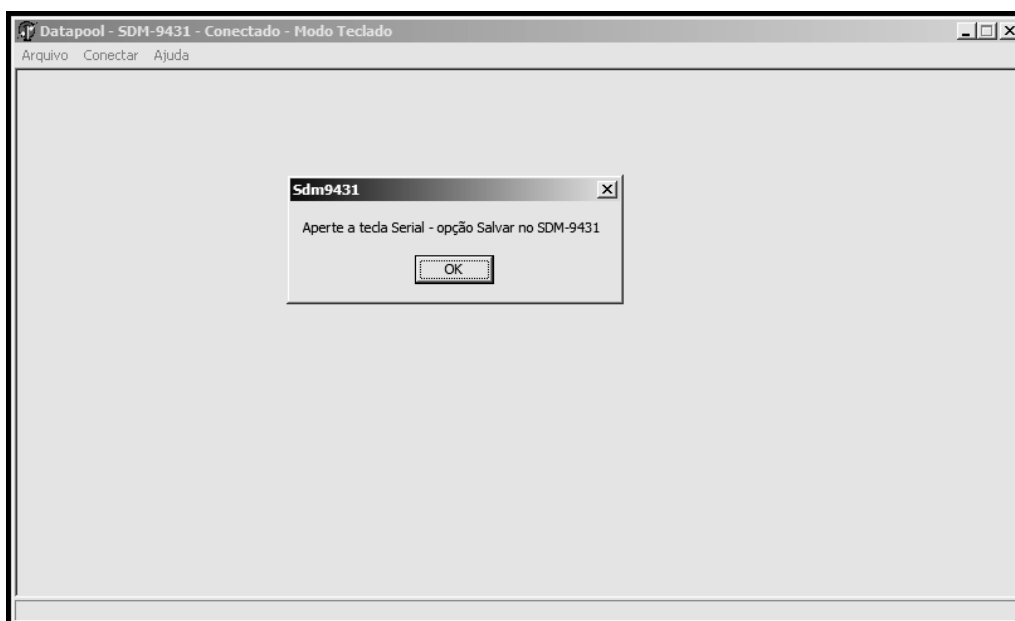 Datapool - SDM-9431 - Conectado - Modo Teclado
Arquivo Conectar Ajuda
Sdm9431
Aperte a tecla Serial - opção Salvar no SDM-9431
OK